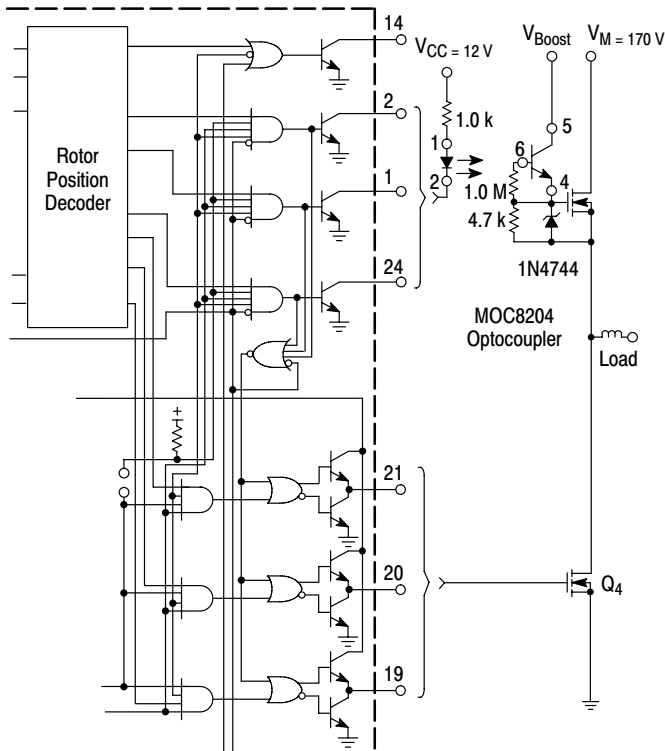 14
V_CC = 12 V
V_Boost
V_M = 170 V
2
1.0 k
1
5
6
4
2
1.0 M
4.7 k
1
Rotor
Position
Decoder
24
1N4744
MOC8204
Optocoupler
Load
+
21
20
Q_4
19